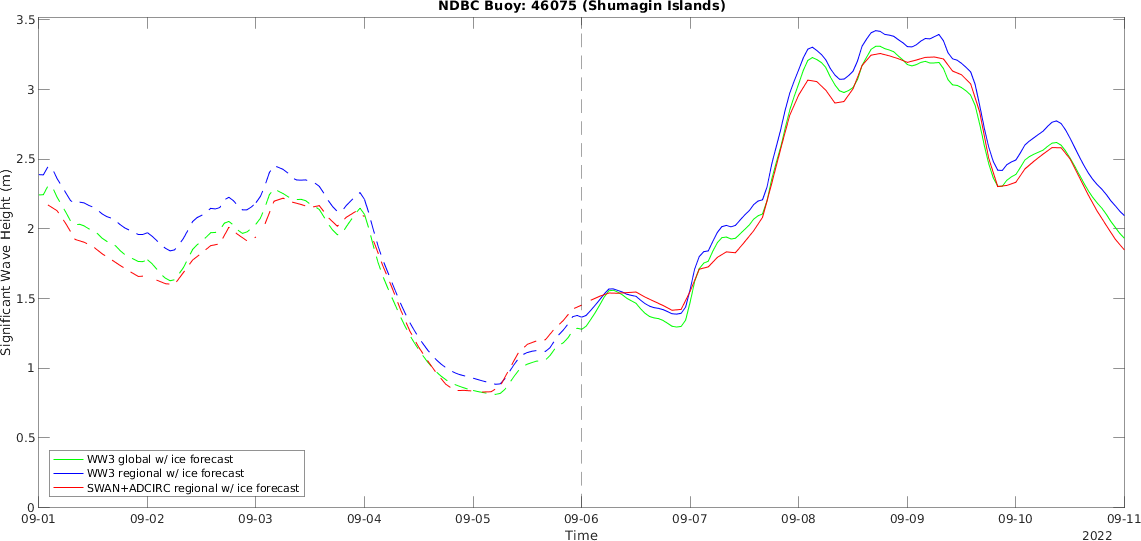 NDBC Buoy: 46075 (Shumagin Islands)
3.5
3
2.5
2
1.5
1
0.5
0
Significant Wave Height (m)
WW3 global w/ ice forecast
WW3 regional w/ ice forecast
SWAN+ADCIRC regional w/ ice forecast
09-01 09-02 09-03 09-04 09-05 09-06 09-07 09-08 09-09 09-10 09-11
Time
2022